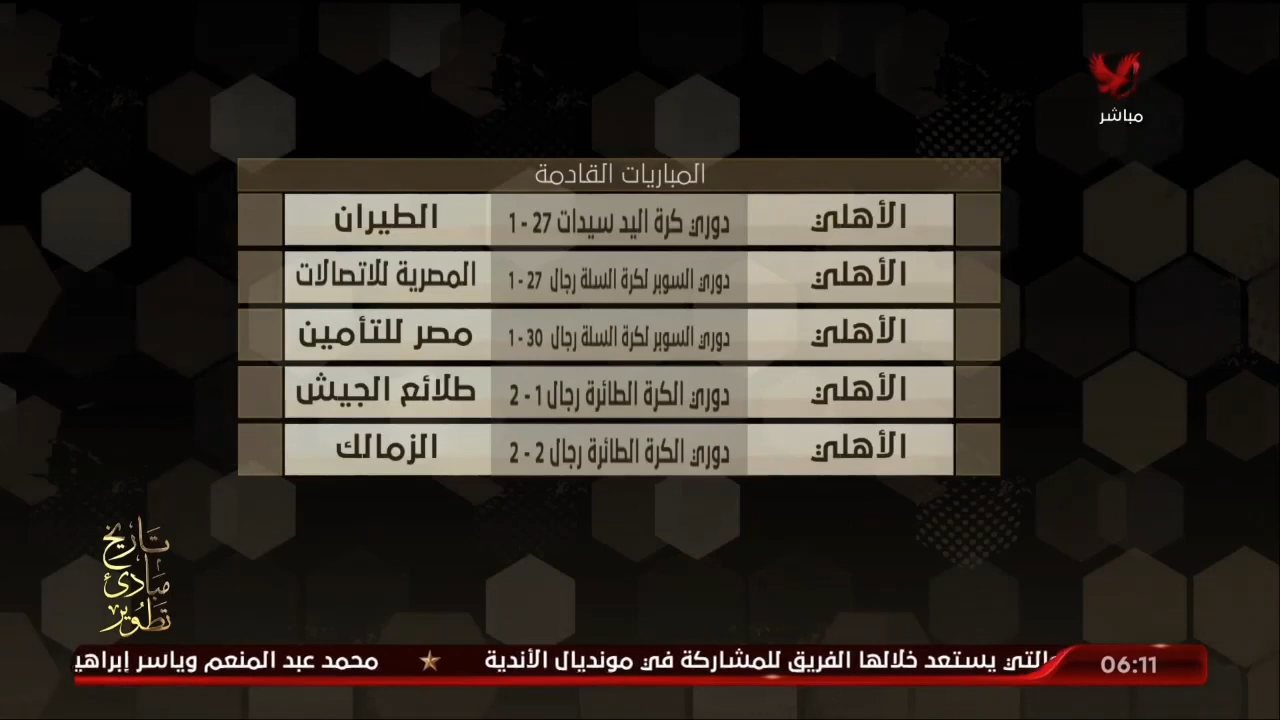 مباشر
المباريات القادمة
الأهلي دوري كرة اليد سيدات 27 - 1 الطيران
الأهلي دوري السوبر لكرة السلة رجال 27 - 1 المصرية للاتصالات
الأهلي دوري السوبر لكرة السلة رجال 30 - 1 مصر للتأمين
الأهلي دوري الكرة الطائرة رجال 1 - 2 طلائع الجيش
الأهلي دوري الكرة الطائرة رجال 2 - 2 الزمالك
تاريخ
مبادئ
تطوير
06:11 والتي يستعد خلالها الفريق للمشاركة في مونديال الأندية محمد عبد المنعم وياسر